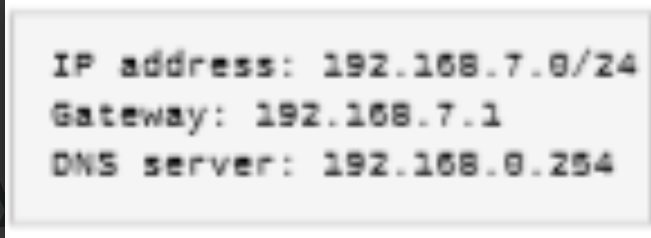 IP address: 192.168.7.0/24
Gateway: 192.168.7.1
DNS server: 192.168.0.254